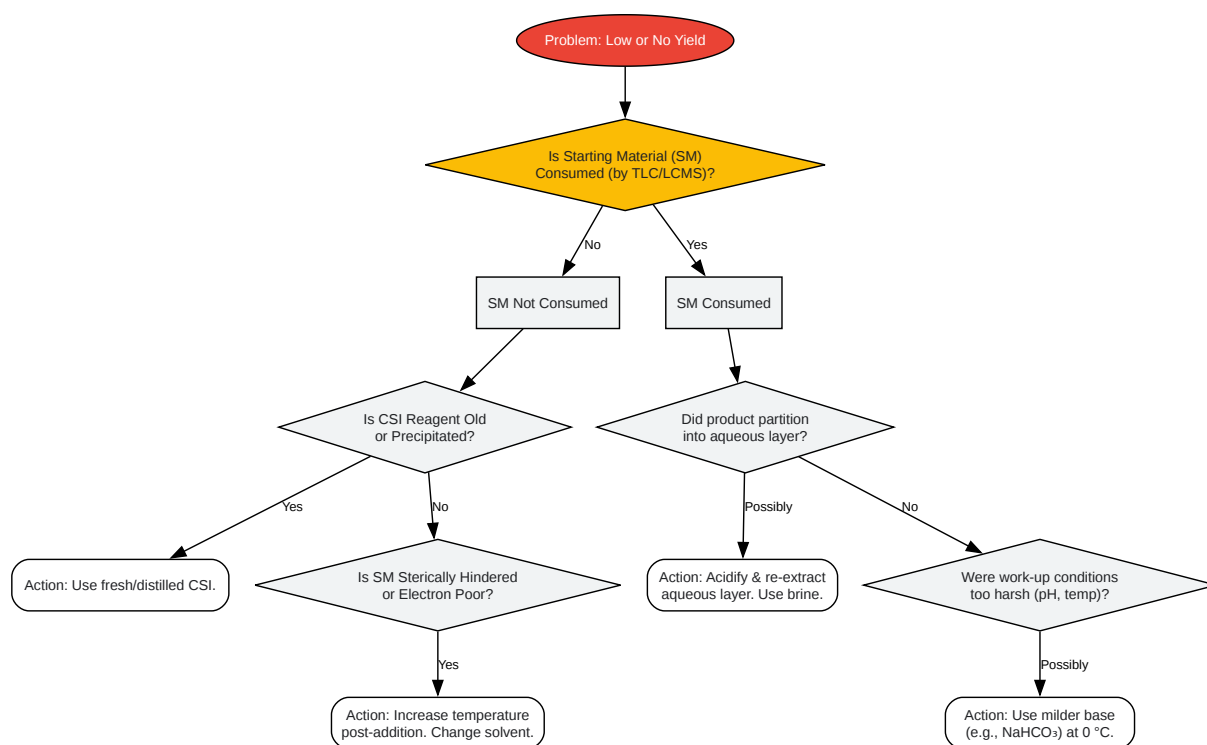 Problem: Low or No Yield
Is Starting Material (SM)
Consumed (by TLC/LCMS)?
No
Yes
SM Not Consumed
SM Consumed
Is CSI Reagent Old
or Precipitated?
Did product partition
into aqueous layer?
Yes
No
Possibly
No
Action: Use fresh/distilled CSI.
Is SM Sterically Hindered
or Electron Poor?
Action: Acidify & re-extract
aqueous layer. Use brine.
Were work-up conditions
too harsh (pH, temp)?
Yes
Possibly
Action: Increase temperature
post-addition. Change solvent.
Action: Use milder base
(e.g., NaHCO₃) at 0 °C.